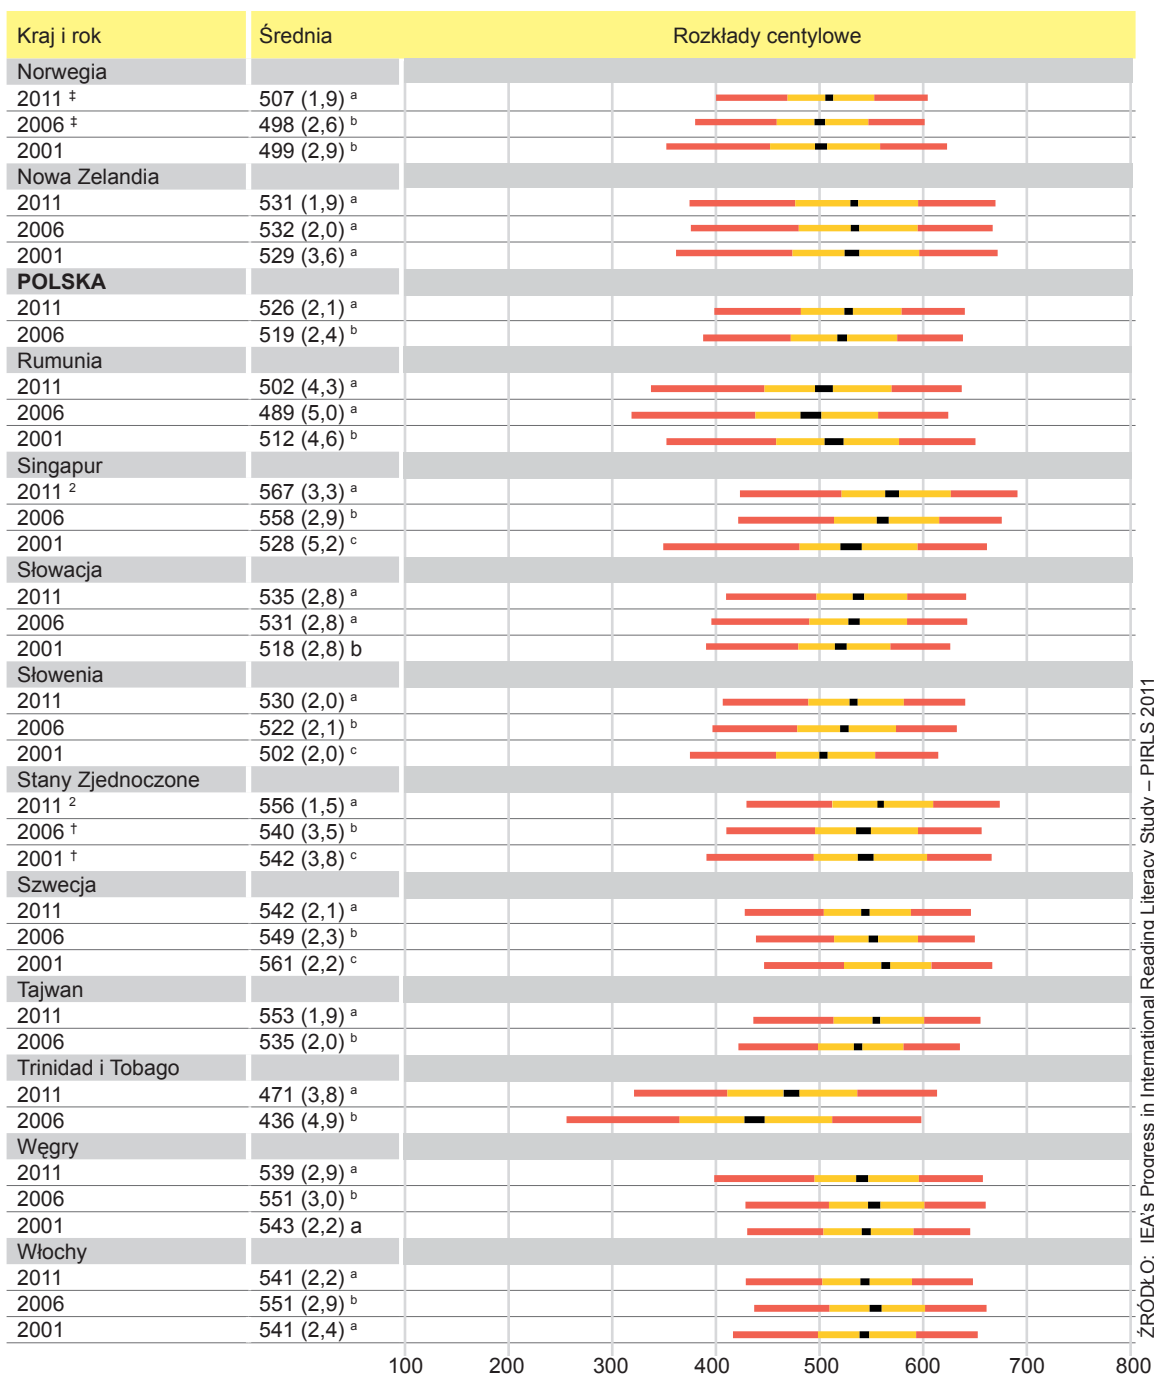 Kraj i rok Średnia Rozkłady centylowe
Norwegia
2011 ‡ 507 (1,9) a
2006 ‡ 498 (2,6) b
2001 499 (2,9) b
Nowa Zelandia
2011 531 (1,9) a
2006 532 (2,0) a
2001 529 (3,6) a
POLSKA
2011 526 (2,1) a
2006 519 (2,4) b
Rumunia
2011 502 (4,3) a
2006 489 (5,0) a
2001 512 (4,6) b
Singapur
2011 2 567 (3,3) a
2006 558 (2,9) b
2001 528 (5,2) c
Słowacja
2011 535 (2,8) a
2006 531 (2,8) a
2001 518 (2,8) b
Słowenia
2011 530 (2,0) a
2006 522 (2,1) b
2001 502 (2,0) c
Stany Zjednoczone
2011 2 556 (1,5) a
2006 † 540 (3,5) b
2001 † 542 (3,8) c
Szwecja
2011 542 (2,1) a
2006 549 (2,3) b
2001 561 (2,2) c
Tajwan
2011 553 (1,9) a
2006 535 (2,0) b
Trinidad i Tobago
2011 471 (3,8) a
2006 436 (4,9) b
Węgry
2011 539 (2,9) a
2006 551 (3,0) b
2001 543 (2,2) a
Włochy
2011 541 (2,2) a
2006 551 (2,9) b
2001 541 (2,4) a
100 200 300 400 500 600 700 800
ŹRÓDŁO: IEA's Progress in International Reading Literacy Study – PIRLS 2011